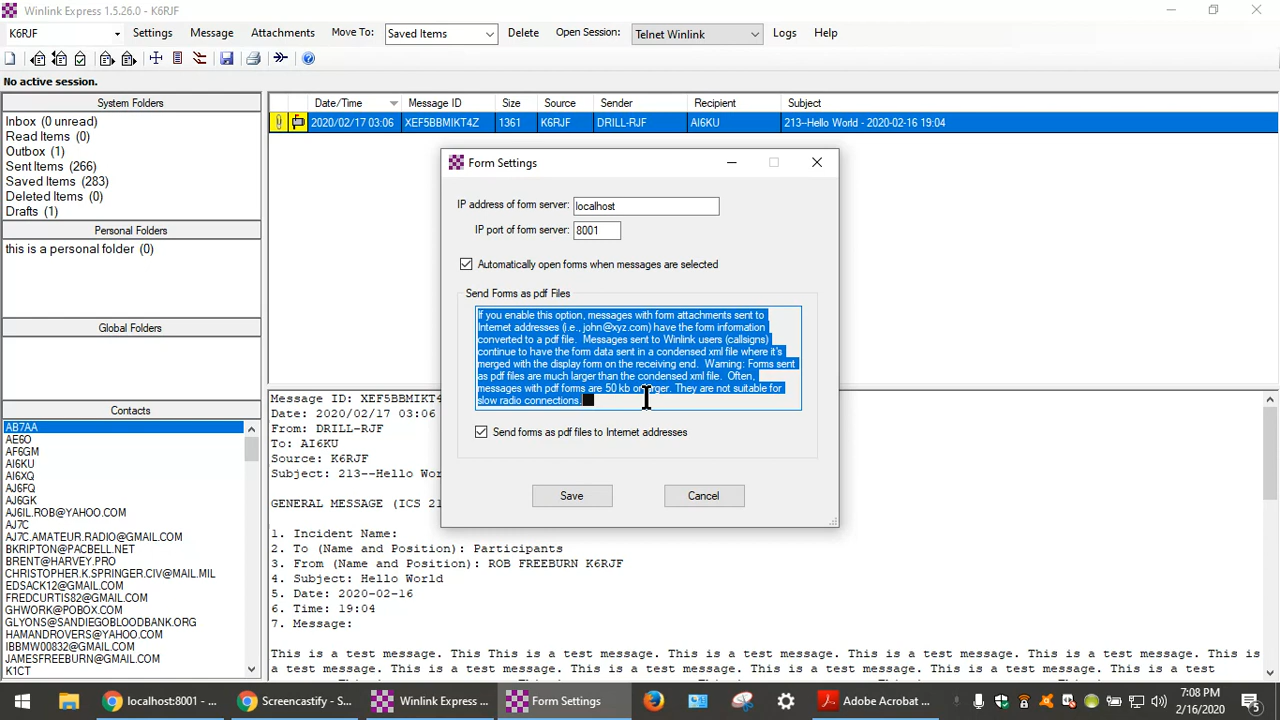 Winlink Express 1.5.26.0 - K6RJF
K6RJF Settings Message Attachments Move To: Saved Items Delete Open Session: Telnet Winlink Logs Help
No active session.
System Folders
Inbox (0 unread)
Read Items (0)
Outbox (1)
Sent Items (266)
Saved Items (283)
Deleted Items (0)
Drafts (1)
Personal Folders
this is a personal folder (0)
Global Folders
Contacts
AB7AA
AE6O
AF6GM
AI6KU
AI6XQ
AJ6FQ
AJ6GK
AJ6IL.ROB@YAHOO.COM
AJ7C
AJ7C.AMATEUR.RADIO@GMAIL.COM
BKRIPTON@PACBELL.NET
BRENT@HARVEY.PRO
CHRISTOPHER.K.SPRINGER.CIV@MAIL.MIL
EDSACK12@GMAIL.COM
FREDCURTIS82@GMAIL.COM
GHWORK@POBOX.COM
GLYONS@SANDIEGOBLOODBANK.ORG
HAMANDROVERS@YAHOO.COM
IBBMW00832@GMAIL.COM
JAMESFREEBURN@GMAIL.COM
K1CT
Date/Time Message ID Size Source Sender Recipient Subject
2020/02/17 03:06 XEF5BBMIKT4Z 1361 K6RJF DRILL-RJF AI6KU 213--Hello World - 2020-02-16 19:04
Form Settings
IP address of form server: localhost
IP port of form server: 8001
Automatically open forms when messages are selected
Send Forms as pdf Files
If you enable this option, messages with form attachments sent to
Internet addresses (i.e., john@xyz.com) have the form information
converted to a pdf file. Messages sent to Winlink users (callsigns)
continue to have the form data sent in a condensed xml file where it's
merged with the display form on the receiving end. Warning: Forms sent
as pdf files are much larger than the condensed xml file. Often,
messages with pdf forms are 50 kb or larger. They are not suitable for
slow radio connections.
Send forms as pdf files to Internet addresses
Save Cancel
Message ID: XEF5BBMIKT4
Date: 2020/02/17 03:06
From: DRILL-RJF
To: AI6KU
Source: K6RJF
Subject: 213--Hello Wor
GENERAL MESSAGE (ICS 21
1. Incident Name:
2. To (Name and Position): Participants
3. From (Name and Position): ROB FREEBURN K6RJF
4. Subject: Hello World
5. Date: 2020-02-16
6. Time: 19:04
7. Message:
This is a test message. This This is a test message. This is a test message. This is a test message. This is
a test message. This is a test message. This is a test message. This is a test message. This is a test
localhost:8001 - ... Screencastify - S... Winlink Express ... Form Settings Adobe Acrobat ... 7:08 PM
2/16/2020 5